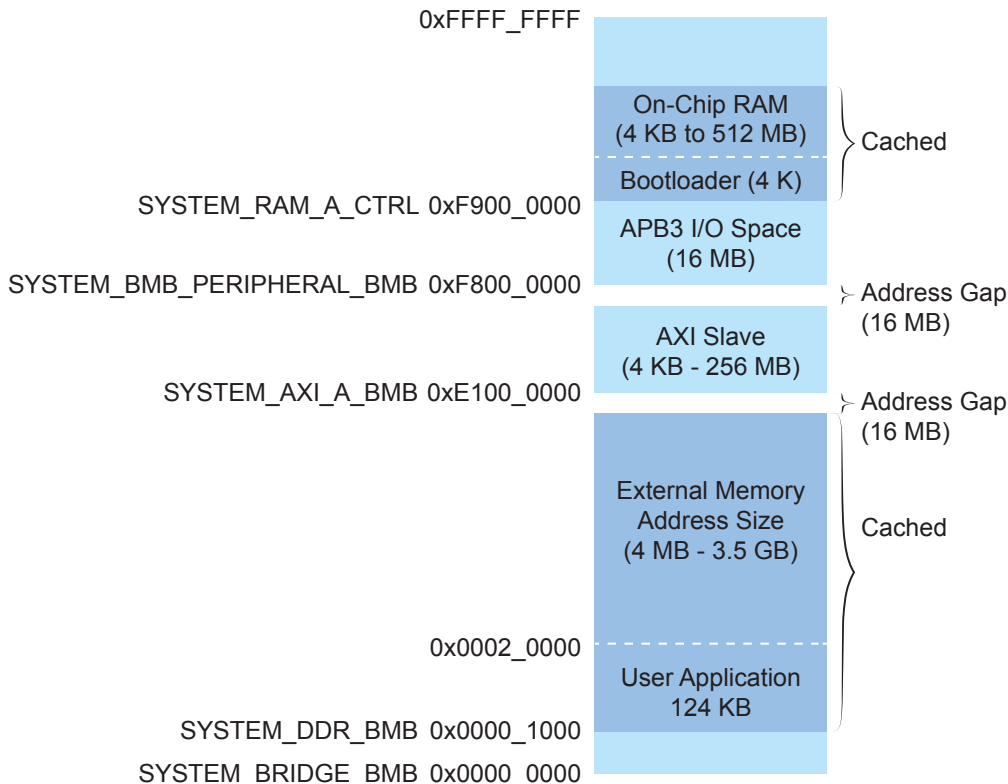 0xFFFF_FFFF
On-Chip RAM
(4 KB to 512 MB)
Cached
Bootloader (4 K)
SYSTEM_RAM_A_CTRL 0xF900_0000
APB3 I/O Space
(16 MB)
SYSTEM_BMB_PERIPHERAL_BMB 0xF800_0000
Address Gap
(16 MB)
AXI Slave
(4 KB - 256 MB)
SYSTEM_AXI_A_BMB 0xE100_0000
Address Gap
(16 MB)
External Memory
Address Size
(4 MB - 3.5 GB)
Cached
0x0002_0000
User Application
124 KB
SYSTEM_DDR_BMB 0x0000_1000
SYSTEM_BRIDGE_BMB 0x0000_0000